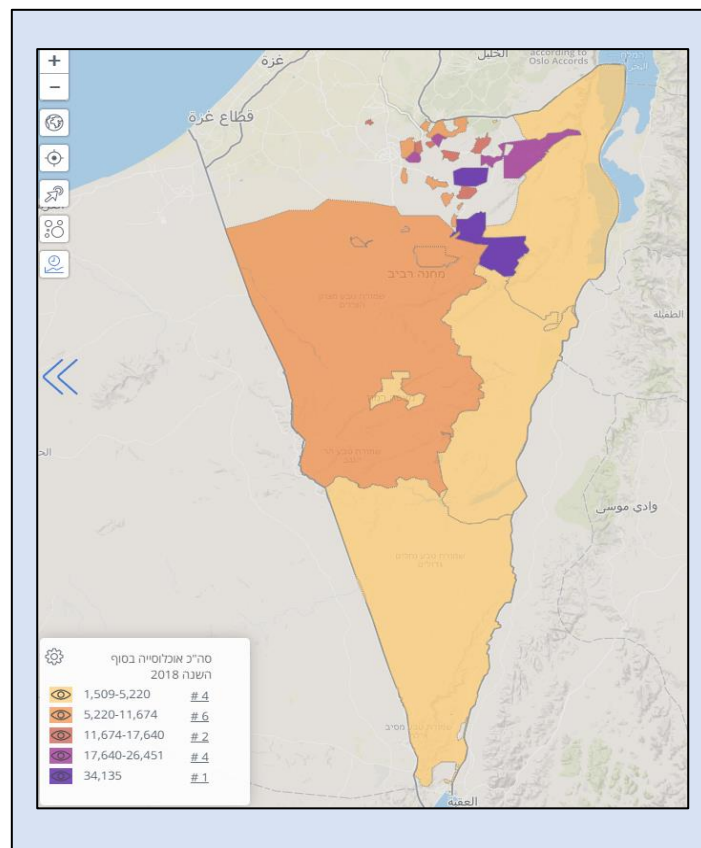 +
−
غزة
قطاع غزة
الخليل
according to
Oslo Accords
מחנה רביב
الطفيله
وادي موسى
العقبة
סה"כ אוכלוסייה בסוף
השנה 2018
1,509-5,220 # 4
5,220-11,674 # 6
11,674-17,640 # 2
17,640-26,451 # 4
34,135 # 1